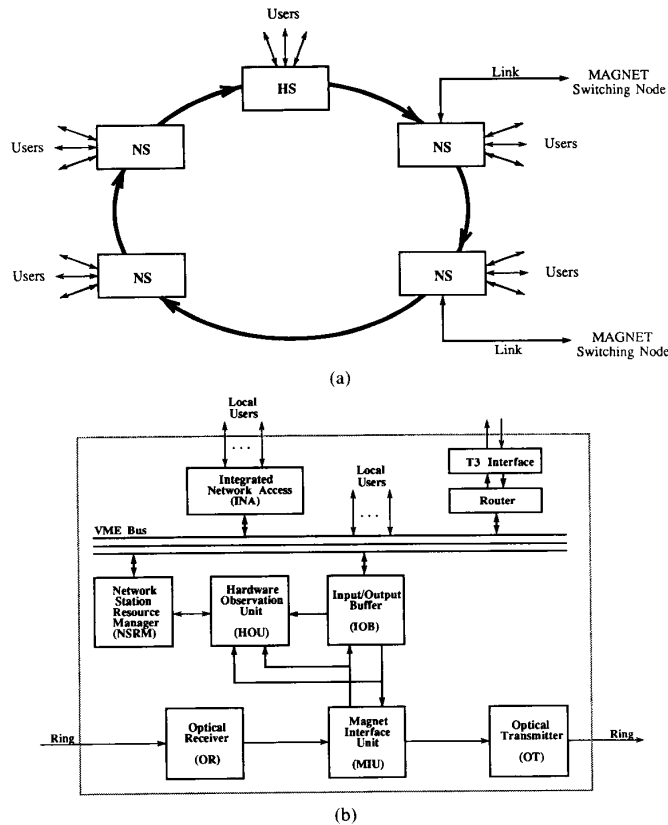 Users
HS
Link
MAGNET
Switching Node
Users
NS
NS
Users
Users
NS
NS
Users
Link
MAGNET
Switching Node
(a)
Local
Users
...
Integrated
Network Access
(INA)
Local
Users
...
T3 Interface
Router
VME Bus
Network
Station
Resource
Manager
(NSRM)
Hardware
Observation
Unit
(HOU)
Input/Output
Buffer
(IOB)
Ring
Optical
Receiver
(OR)
Magnet
Interface
Unit
(MIU)
Optical
Transmitter
(OT)
Ring
(b)